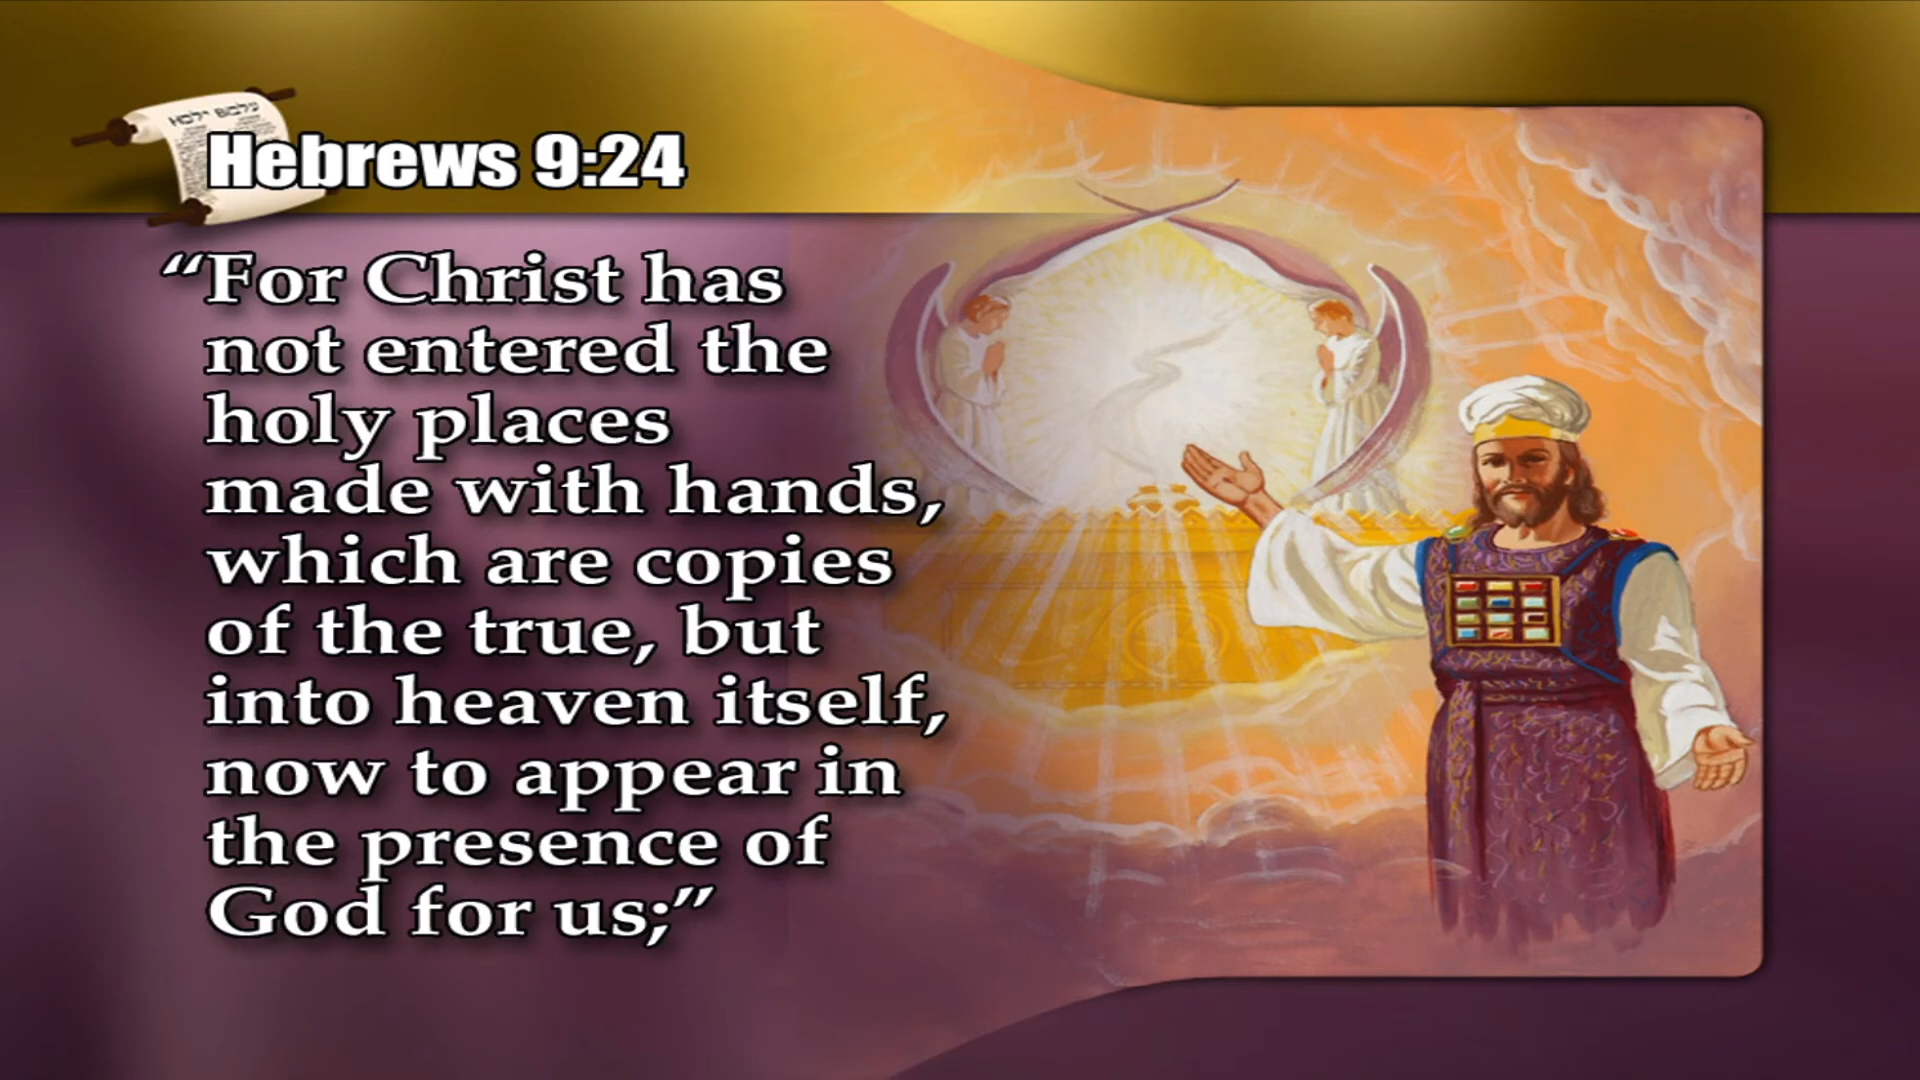 Hebrews 9:24
“For Christ has
not entered the
holy places
made with hands,
which are copies
of the true, but
into heaven itself,
now to appear in
the presence of
God for us;”